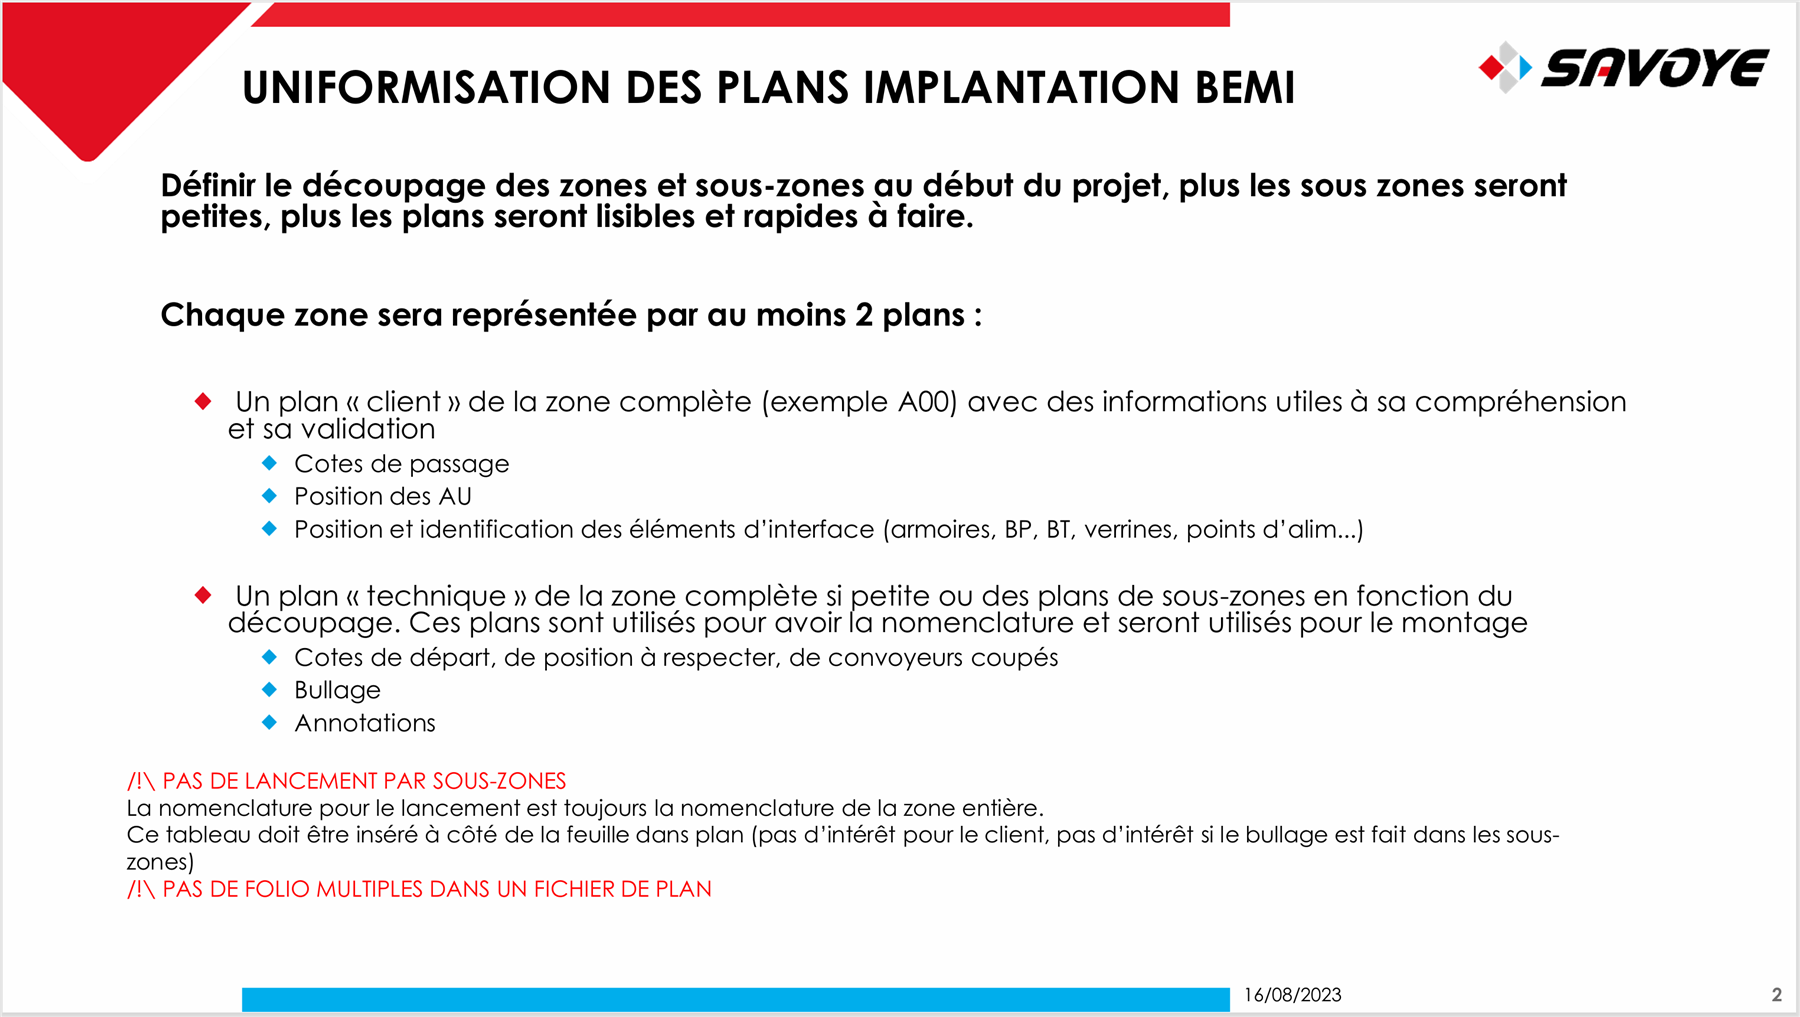 UNIFORMISATION DES PLANS IMPLANTATION BEMI
SAVOYE
Définir le découpage des zones et sous-zones au début du projet, plus les sous zones seront
petites, plus les plans seront lisibles et rapides à faire.
Chaque zone sera représentée par au moins 2 plans :
Un plan « client » de la zone complète (exemple A00) avec des informations utiles à sa compréhension
et sa validation
Cotes de passage
Position des AU
Position et identification des éléments d’interface (armoires, BP, BT, verrines, points d’alim...)
Un plan « technique » de la zone complète si petite ou des plans de sous-zones en fonction du
découpage. Ces plans sont utilisés pour avoir la nomenclature et seront utilisés pour le montage
Cotes de départ, de position à respecter, de convoyeurs coupés
Bullage
Annotations
/!\ PAS DE LANCEMENT PAR SOUS-ZONES
La nomenclature pour le lancement est toujours la nomenclature de la zone entière.
Ce tableau doit être inséré à côté de la feuille dans plan (pas d’intérêt pour le client, pas d’intérêt si le bullage est fait dans les sous-
zones)
/!\ PAS DE FOLIO MULTIPLES DANS UN FICHIER DE PLAN
16/08/2023
2